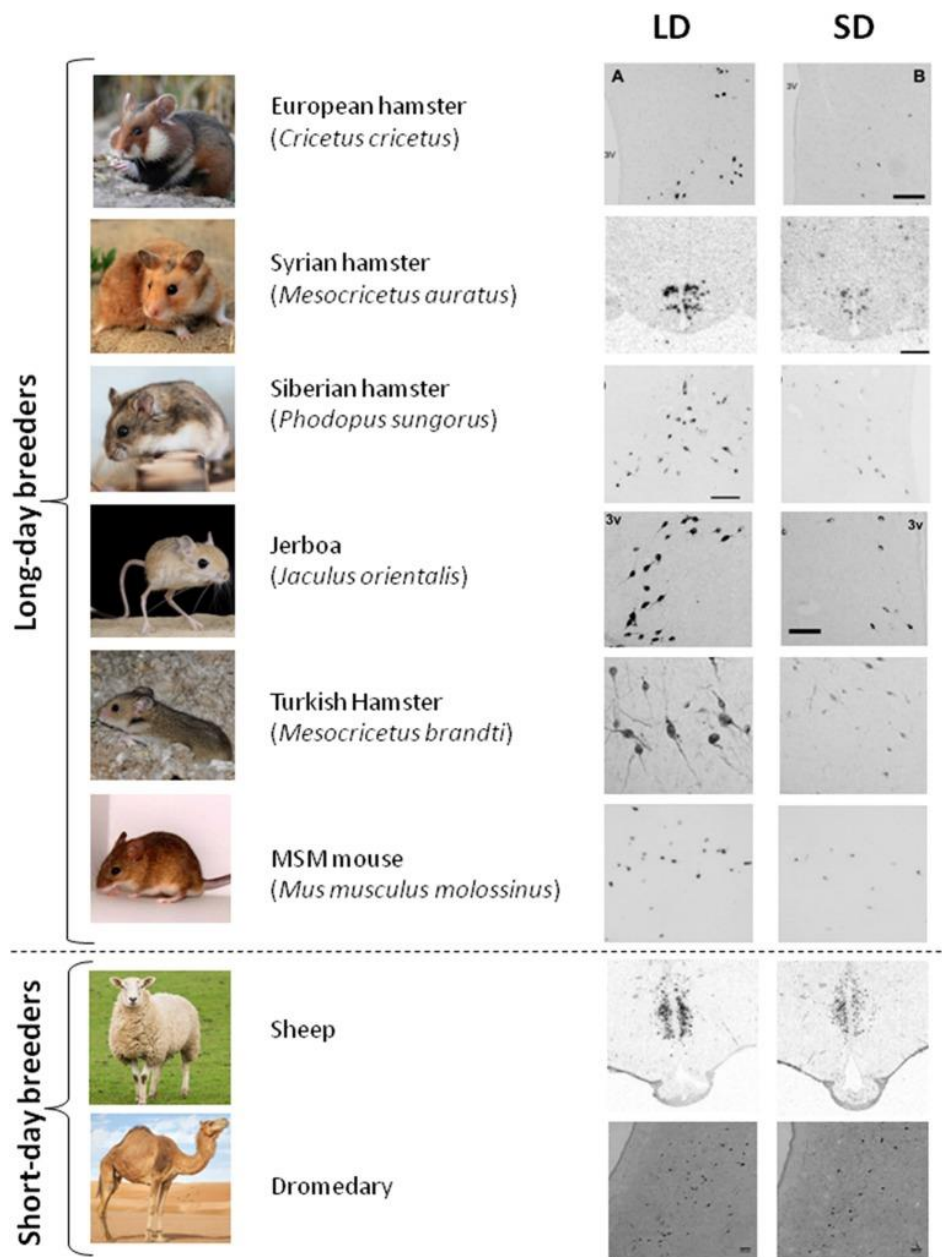 LD SD
Long-day breeders
European hamster
(Cricetus cricetus)
A
3V
3V
B
Syrian hamster
(Mesocricetus auratus)
Siberian hamster
(Phodopus sungorus)
Jerboa
(Jaculus orientalis)
3v
3v
Turkish Hamster
(Mesocricetus brandti)
MSM mouse
(Mus musculus molossinus)
Short-day breeders
Sheep
Dromedary